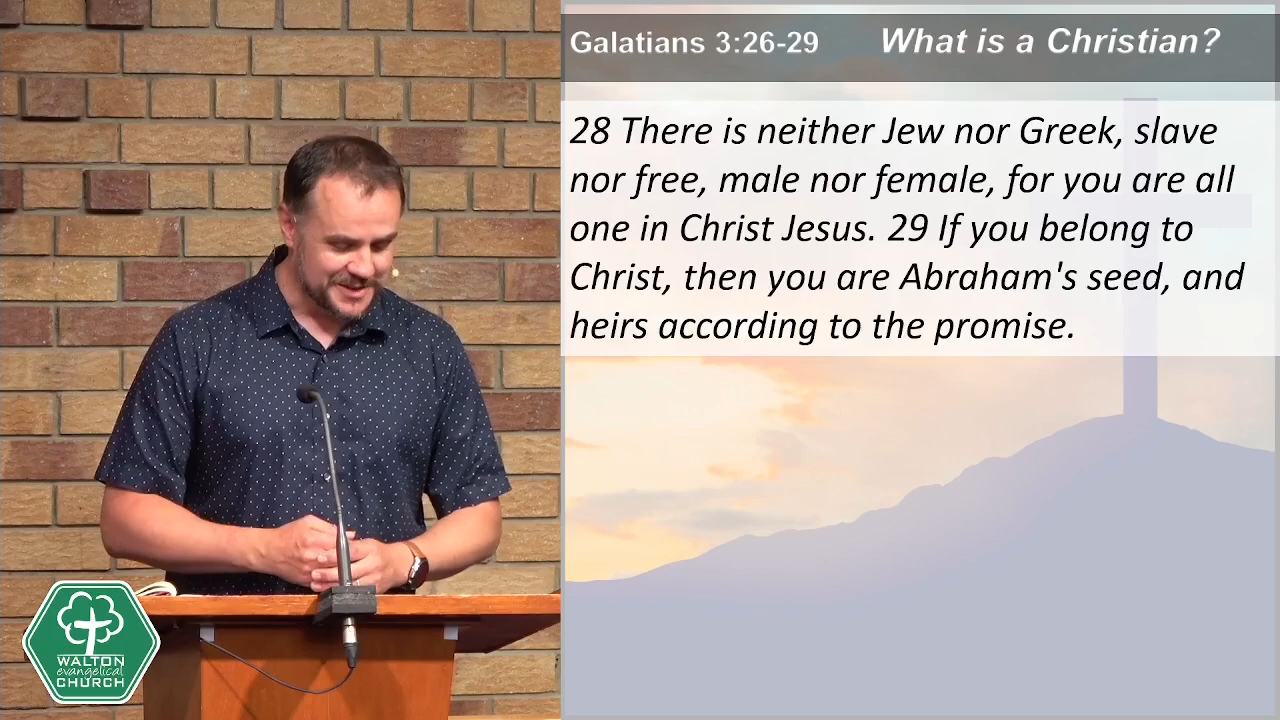 Galatians 3:26-29 What is a Christian?
28 There is neither Jew nor Greek, slave
nor free, male nor female, for you are all
one in Christ Jesus. 29 If you belong to
Christ, then you are Abraham's seed, and
heirs according to the promise.
WALTON
evangelical
CHURCH